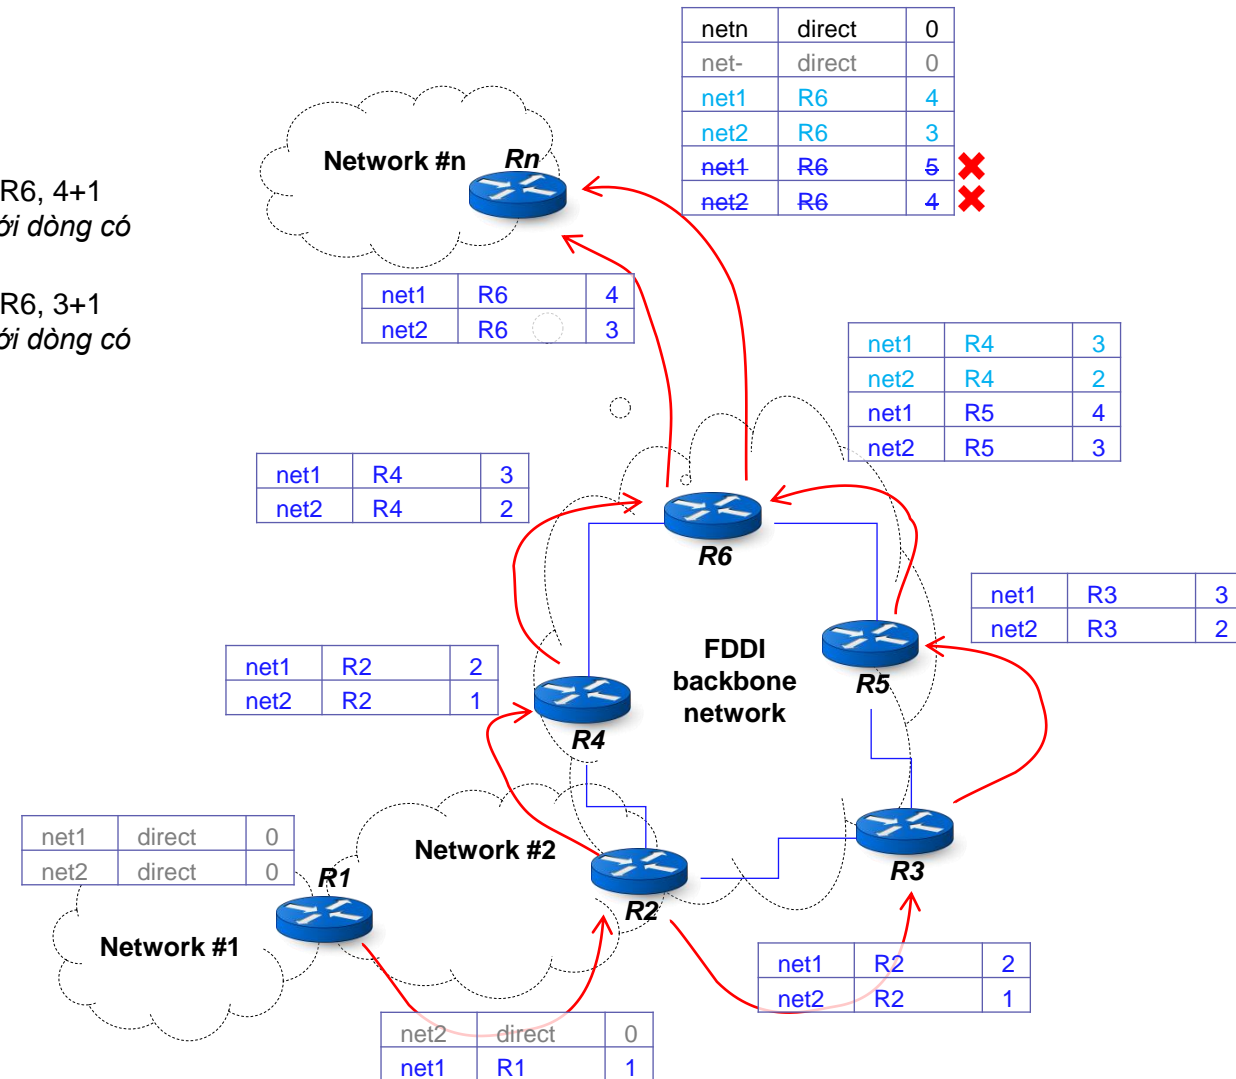 netn direct 0
net- direct 0
net1 R6 4
net2 R6 3
net1 R6 5
net2 R6 4
Network #n
Rn
R6, 4+1
ới dòng có
R6, 3+1
ới dòng có
net1 R6 4
net2 R6 3
net1 R4 3
net2 R4 2
net1 R5 4
net2 R5 3
net1 R4 3
net2 R4 2
R6
net1 R3 3
net2 R3 2
FDDI
backbone
network
R5
net1 R2 2
net2 R2 1
R4
net1 direct 0
net2 direct 0
Network #2
R1
R3
R2
Network #1
net1 R2 2
net2 R2 1
net2 direct 0
net1 R1 1